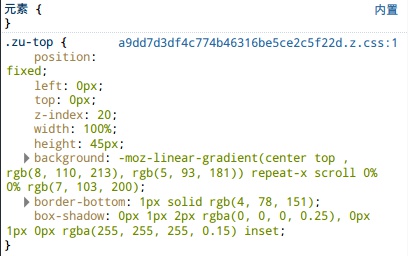 元素 { 内置
}
.zu-top { a9dd7d3df4c774b46316be5ce2c5f22d.z.css:1
position:
fixed;
left: 0px;
top: 0px;
z-index: 20;
width: 100%;
height: 45px;
background: -moz-linear-gradient(center top ,
rgb(8, 110, 213), rgb(5, 93, 181)) repeat-x scroll 0%
0% rgb(7, 103, 200);
border-bottom: 1px solid rgb(4, 78, 151);
box-shadow: 0px 1px 2px rgba(0, 0, 0, 0.25), 0px
1px 0px rgba(255, 255, 255, 0.15) inset;
}